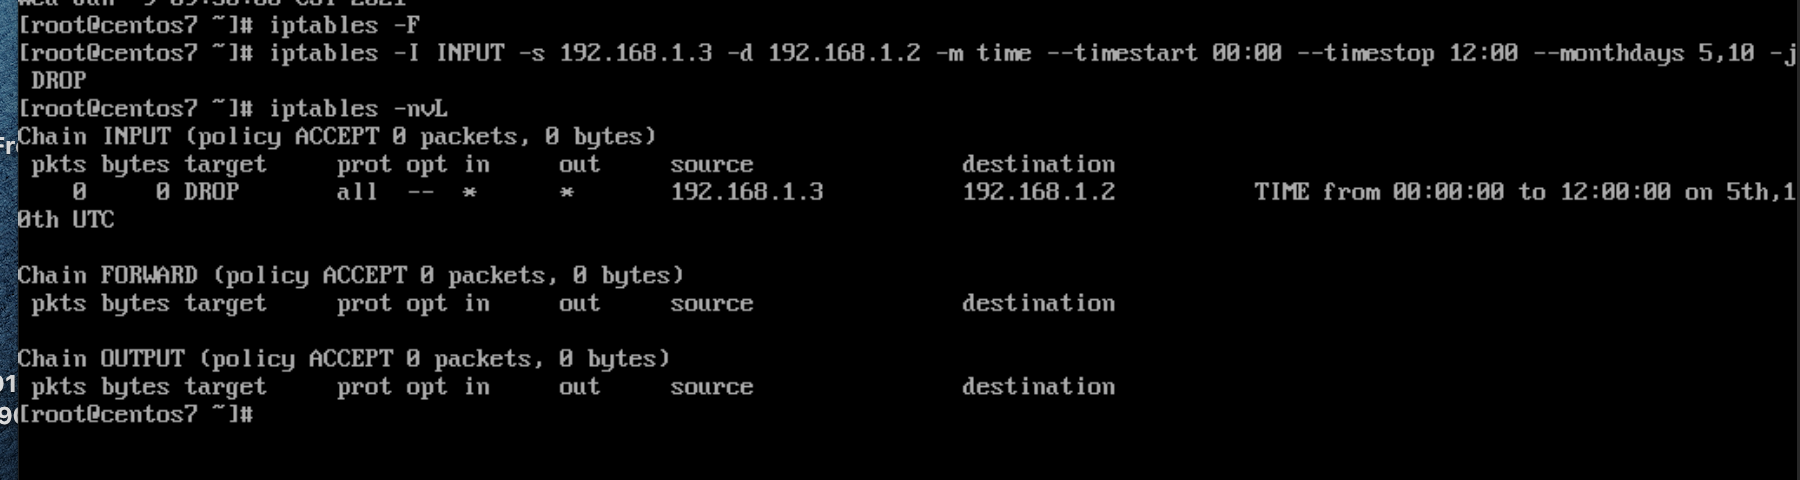 [root@centos7 ~]# iptables -F
[root@centos7 ~]# iptables -I INPUT -s 192.168.1.3 -d 192.168.1.2 -m time --timestart 00:00 --timestop 12:00 --monthdays 5,10 -j
 DROP
[root@centos7 ~]# iptables -nvL
Chain INPUT (policy ACCEPT 0 packets, 0 bytes)
 pkts bytes target     prot opt in     out     source               destination
    0     0 DROP       all  --  *      *       192.168.1.3          192.168.1.2          TIME from 00:00:00 to 12:00:00 on 5th,1
0th UTC
Chain FORWARD (policy ACCEPT 0 packets, 0 bytes)
 pkts bytes target     prot opt in     out     source               destination
Chain OUTPUT (policy ACCEPT 0 packets, 0 bytes)
 pkts bytes target     prot opt in     out     source               destination
[root@centos7 ~]#